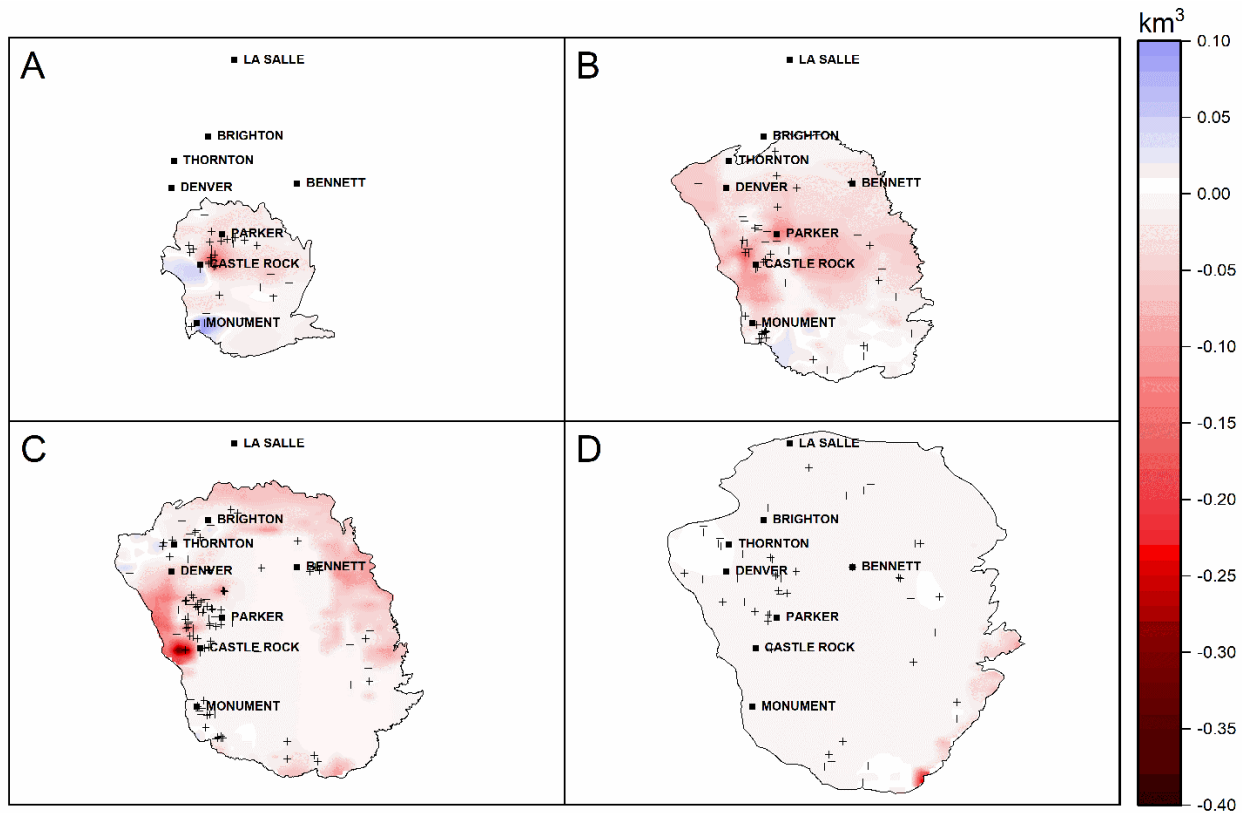 km³
A
LA SALLE
BRIGHTON
THORNTON
DENVER
BENNETT
PARKER
CASTLE ROCK
MONUMENT
B
LA SALLE
BRIGHTON
THORNTON
DENVER
BENNETT
PARKER
CASTLE ROCK
MONUMENT
C
LA SALLE
BRIGHTON
THORNTON
DENVER
BENNETT
PARKER
CASTLE ROCK
MONUMENT
D
LA SALLE
BRIGHTON
THORNTON
DENVER
BENNETT
PARKER
CASTLE ROCK
MONUMENT
0.10
0.05
0.00
-0.05
-0.10
-0.15
-0.20
-0.25
-0.30
-0.35
-0.40